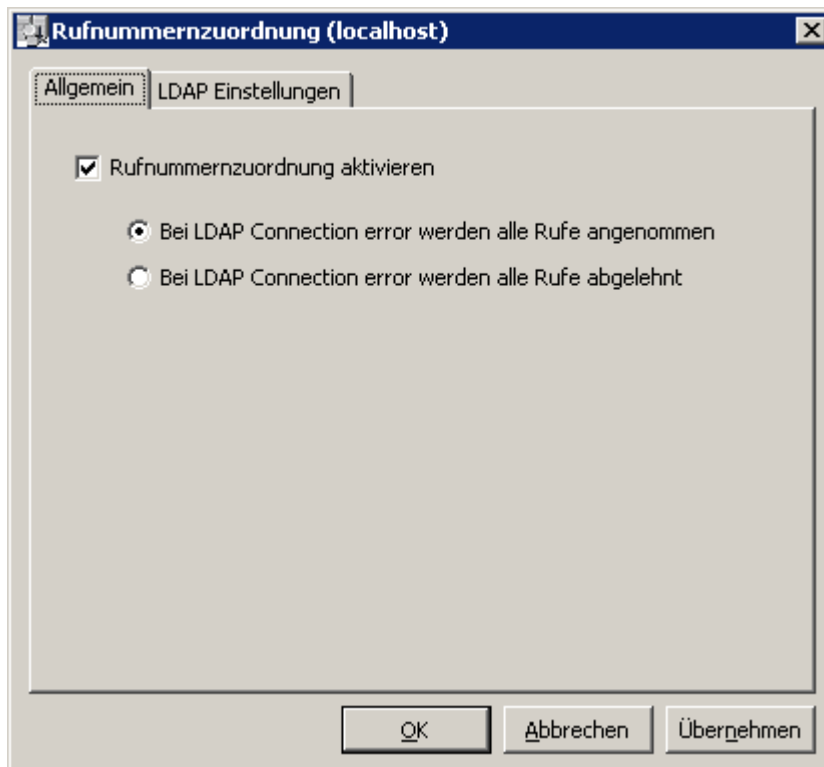 Rufnummernzuordnung (localhost)
Allgemein
LDAP Einstellungen
Rufnummernzuordnung aktivieren
Bei LDAP Connection error werden alle Rufe angenommen
Bei LDAP Connection error werden alle Rufe abgelehnt
OK
Abbrechen
Übernehmen